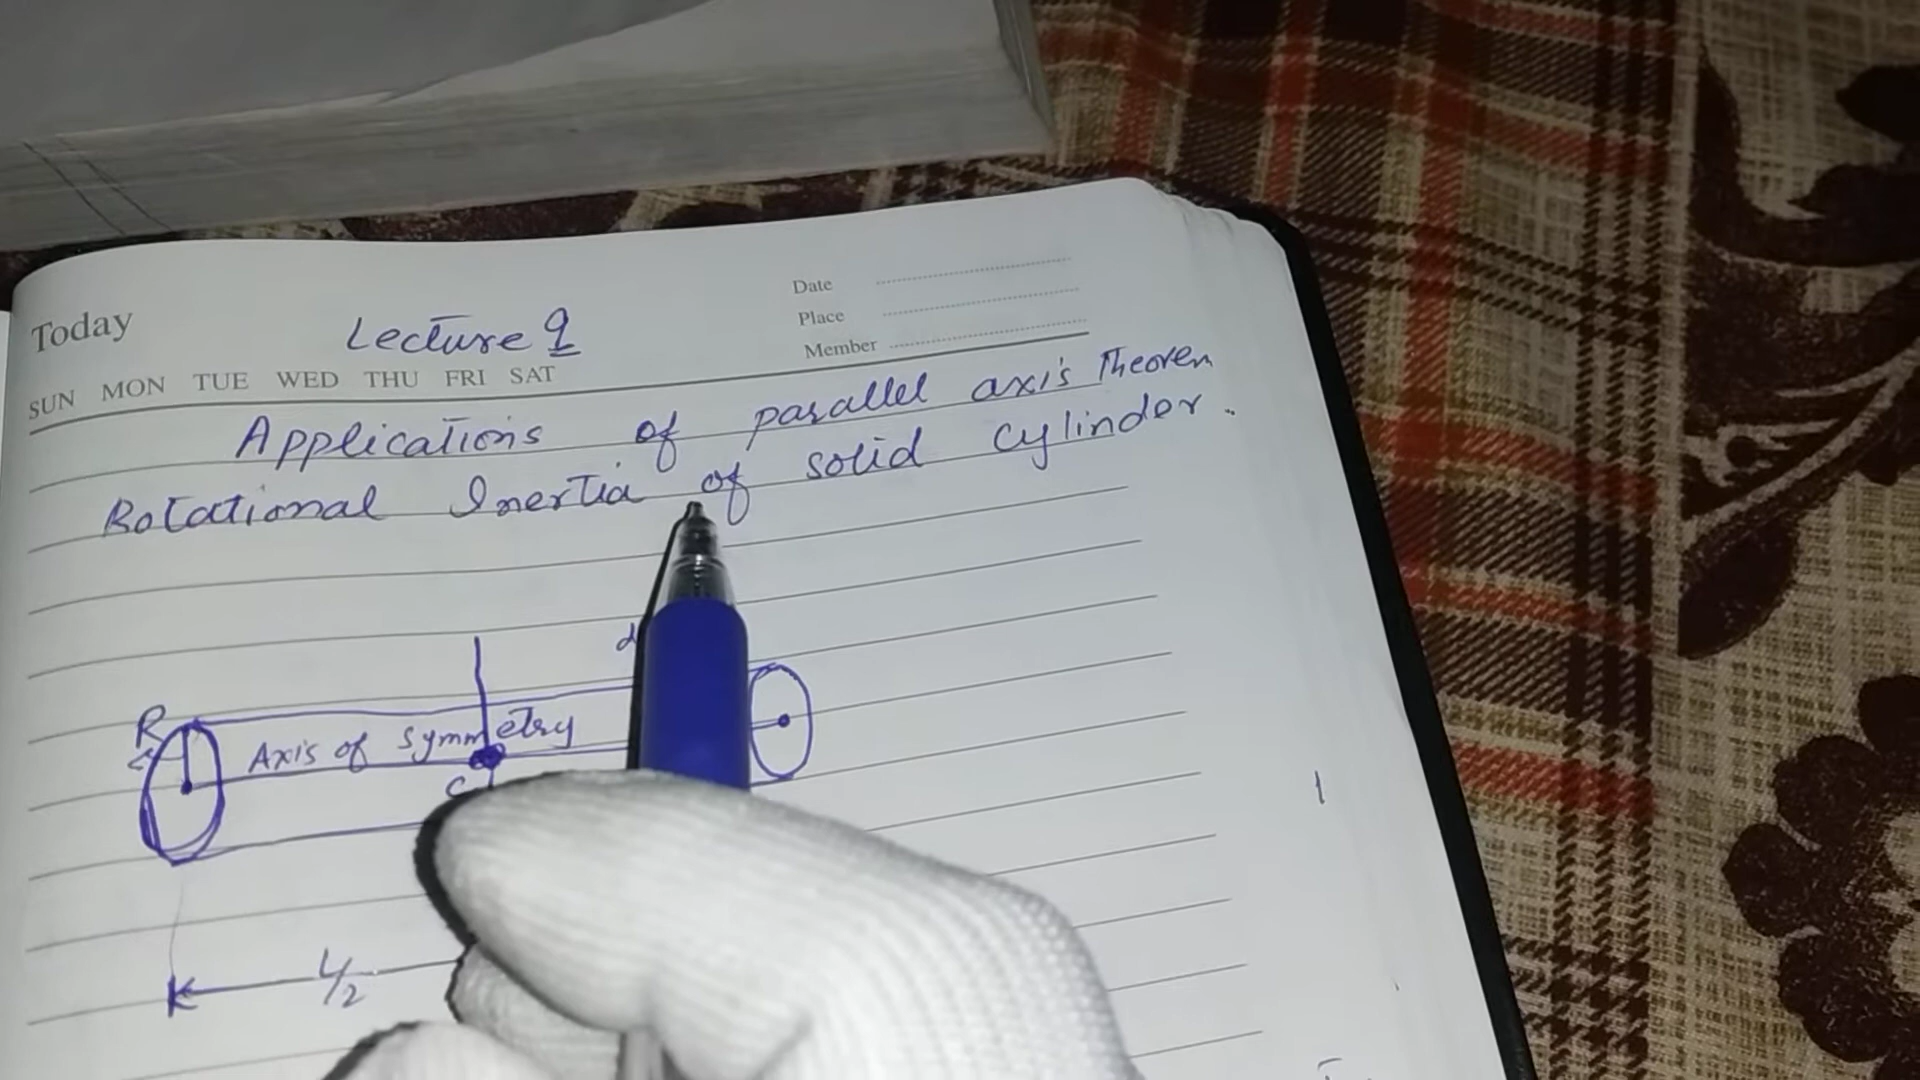 Today
Lecture 9
Date
Place
Member
SUN MON TUE WED THU FRI SAT
Applications of parallel axis Theorem
Rotational Inertia of solid cylinder.
d
R
Axis of symmetry
C
L/2